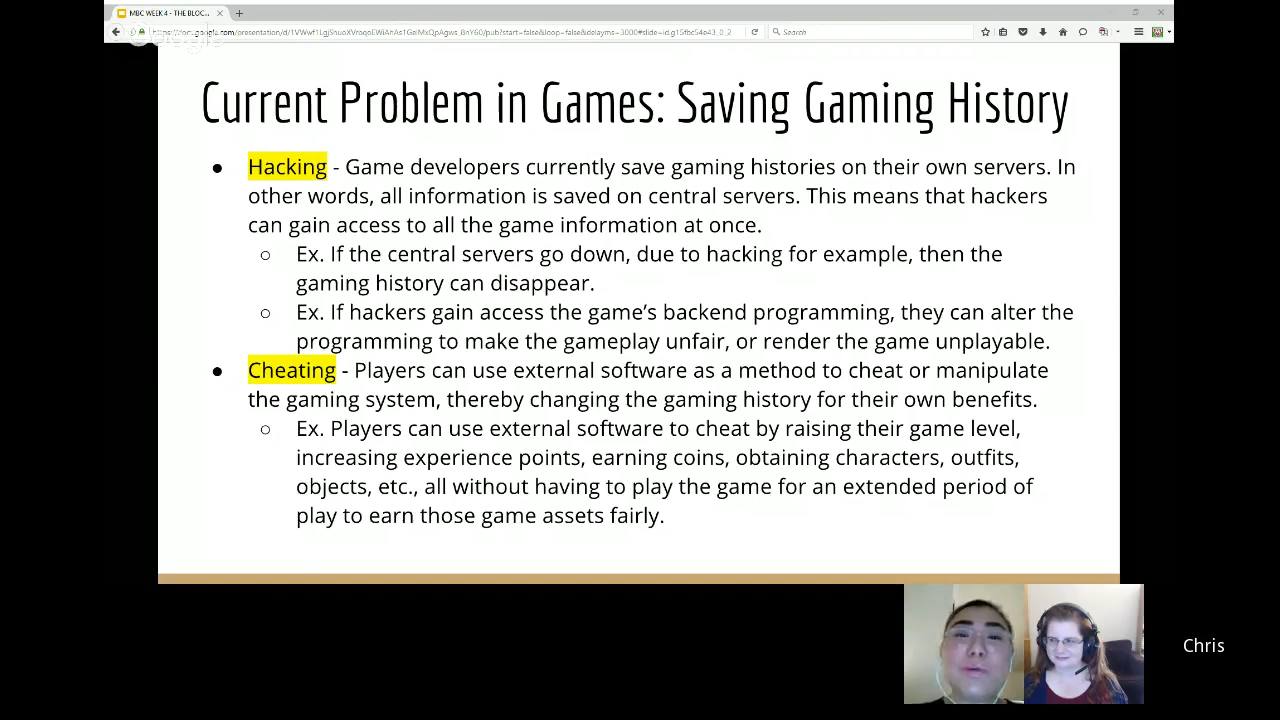 MBC WEEK 4 - THE BLOC...
Search
Current Problem in Games: Saving Gaming History
● Hacking - Game developers currently save gaming histories on their own servers. In
other words, all information is saved on central servers. This means that hackers
can gain access to all the game information at once.
○ Ex. If the central servers go down, due to hacking for example, then the
gaming history can disappear.
○ Ex. If hackers gain access the game's backend programming, they can alter the
programming to make the gameplay unfair, or render the game unplayable.
● Cheating - Players can use external software as a method to cheat or manipulate
the gaming system, thereby changing the gaming history for their own benefits.
○ Ex. Players can use external software to cheat by raising their game level,
increasing experience points, earning coins, obtaining characters, outfits,
objects, etc., all without having to play the game for an extended period of
play to earn those game assets fairly.
Chris